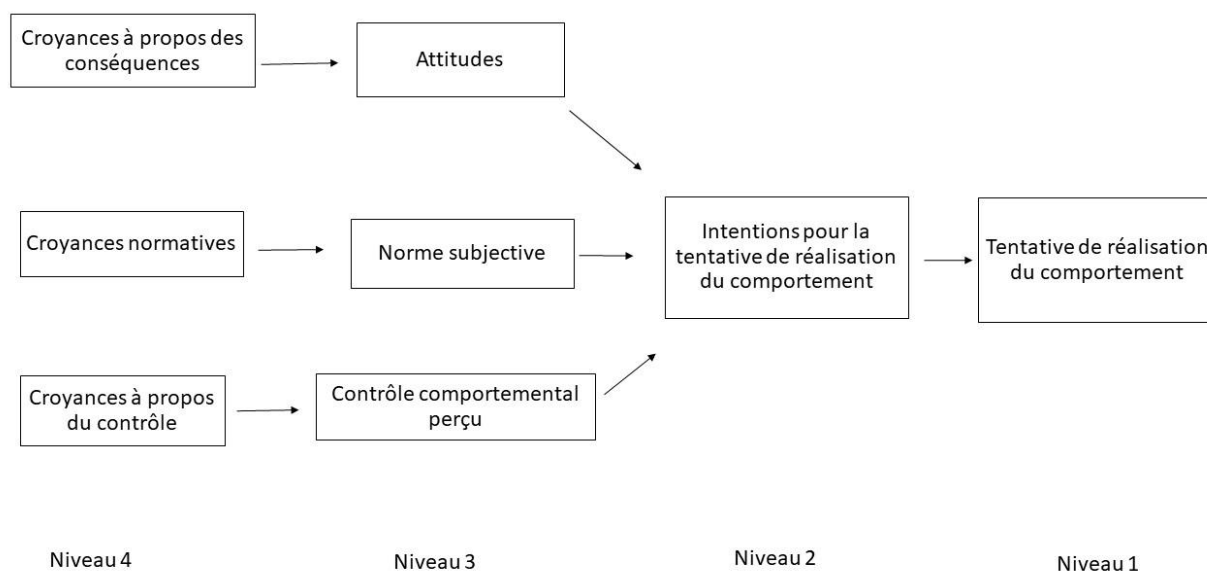 Croyances à propos des
conséquences
Attitudes
Croyances normatives
Norme subjective
Intentions pour la
tentative de réalisation
du comportement
Tentative de réalisation
du comportement
Croyances à propos
du contrôle
Contrôle comportemental
perçu
Niveau 4
Niveau 3
Niveau 2
Niveau 1